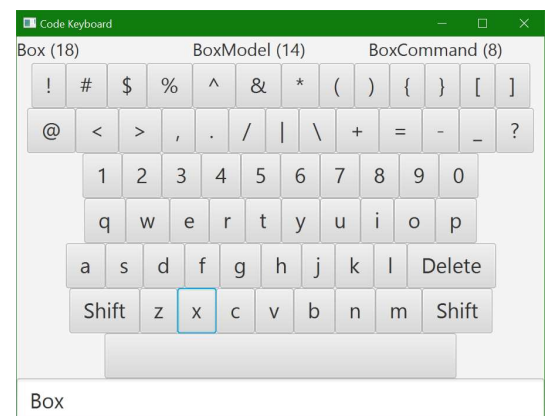 Code Keyboard
Box (18) BoxModel (14) BoxCommand (8)
! # $ % ^ & * ( ) { } [ ]
@ < > , . / | \ + = - _ ?
1 2 3 4 5 6 7 8 9 0
q w e r t y u i o p
a s d f g h j k l Delete
Shift z x c v b n m Shift
Box